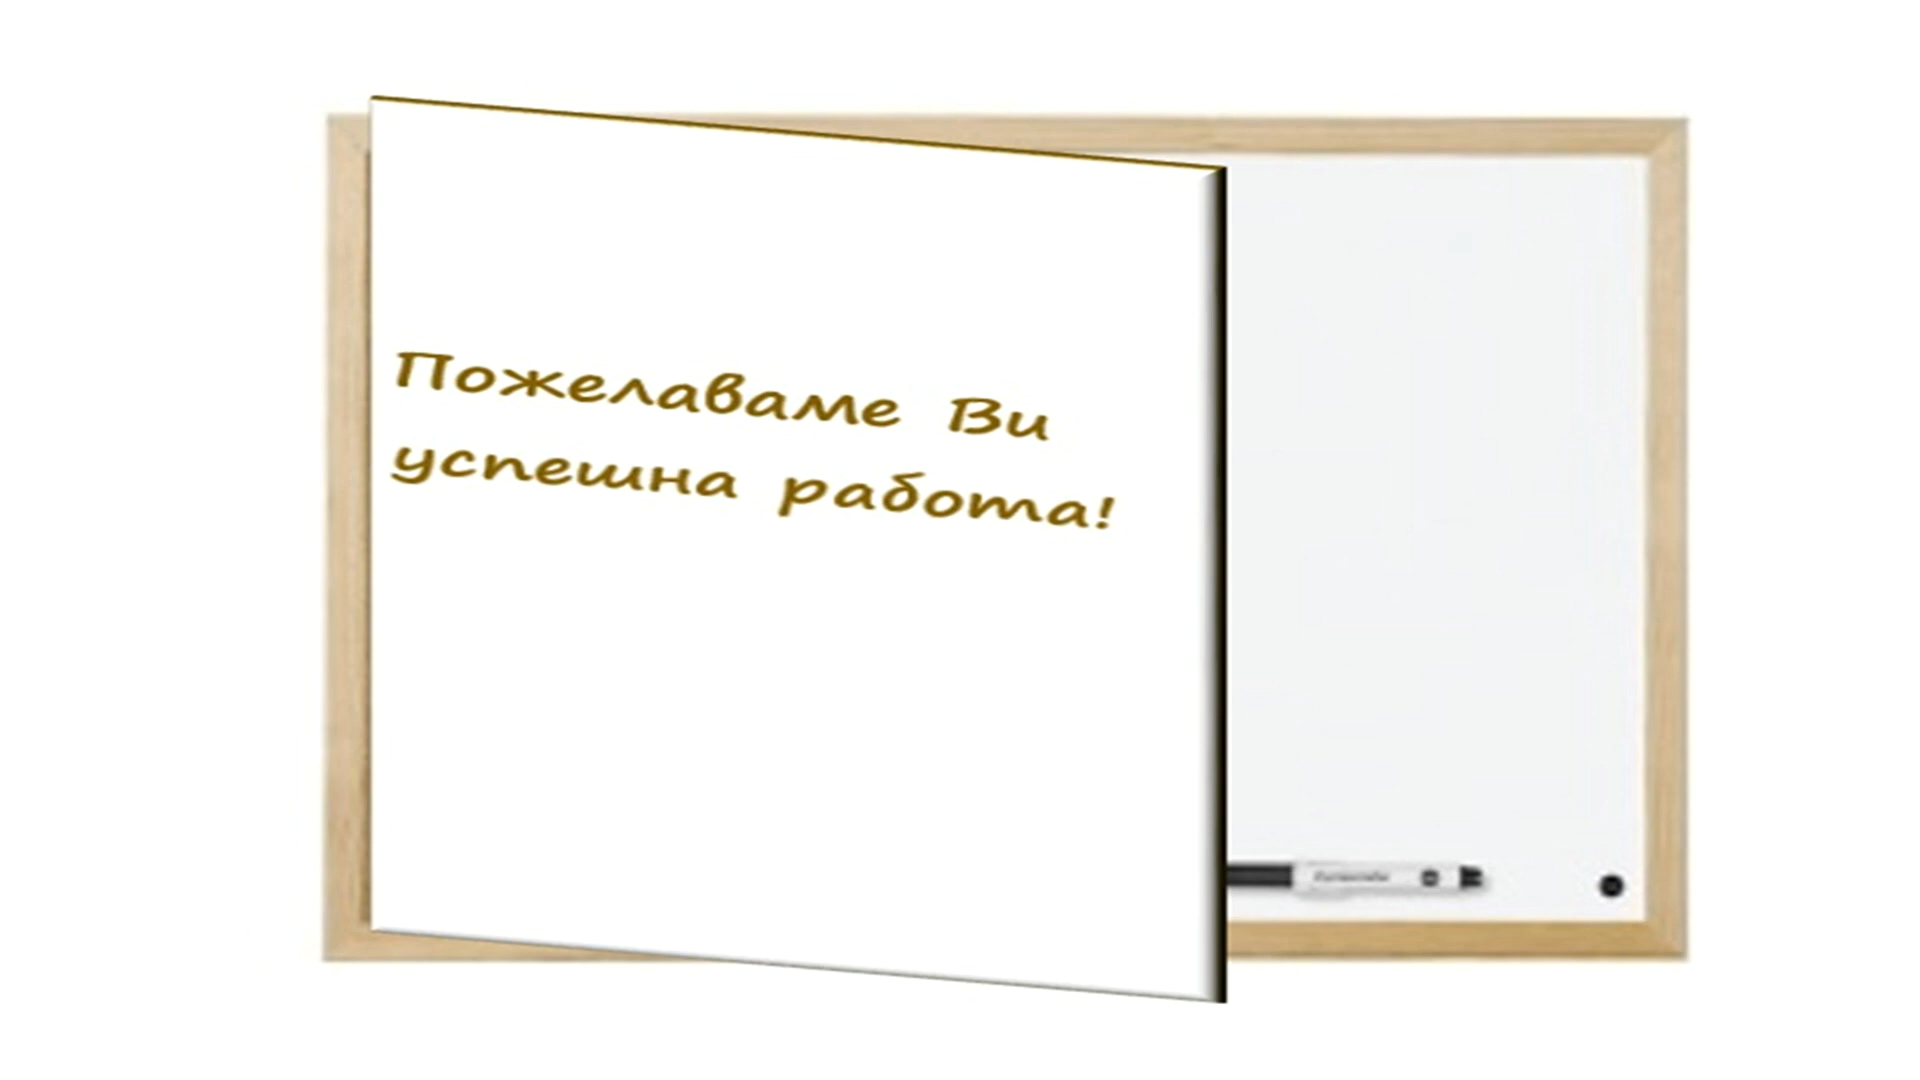 Пожелаваме Ви
успешна работа!